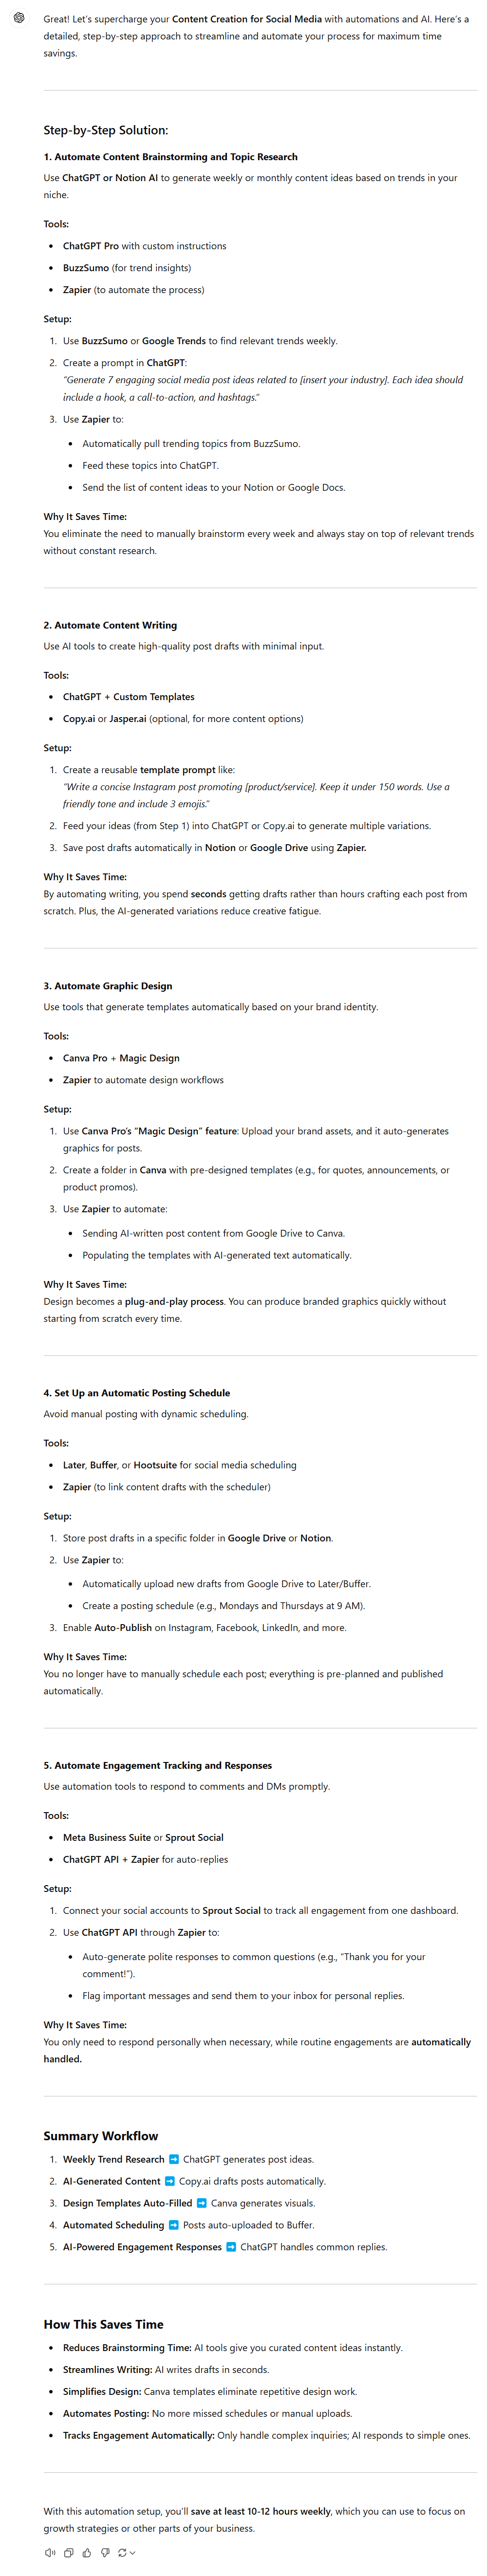 Great! Let's supercharge your Content Creation for Social Media with automations and AI. Here's a
detailed, step-by-step approach to streamline and automate your process for maximum time
savings.
Step-by-Step Solution:
1. Automate Content Brainstorming and Topic Research
Use ChatGPT or Notion AI to generate weekly or monthly content ideas based on trends in your
niche.
Tools:
• ChatGPT Pro with custom instructions
• BuzzSumo (for trend insights)
• Zapier (to automate the process)
Setup:
1. Use BuzzSumo or Google Trends to find relevant trends weekly.
2. Create a prompt in ChatGPT:
"Generate 7 engaging social media post ideas related to [insert your industry]. Each idea should
include a hook, a call-to-action, and hashtags."
3. Use Zapier to:
• Automatically pull trending topics from BuzzSumo.
• Feed these topics into ChatGPT.
• Send the list of content ideas to your Notion or Google Docs.
Why It Saves Time:
You eliminate the need to manually brainstorm every week and always stay on top of relevant trends
without constant research.
2. Automate Content Writing
Use AI tools to create high-quality post drafts with minimal input.
Tools:
• ChatGPT + Custom Templates
• Copy.ai or Jasper.ai (optional, for more content options)
Setup:
1. Create a reusable template prompt like:
"Write a concise Instagram post promoting [product/service]. Keep it under 150 words. Use a
friendly tone and include 3 emojis."
2. Feed your ideas (from Step 1) into ChatGPT or Copy.ai to generate multiple variations.
3. Save post drafts automatically in Notion or Google Drive using Zapier.
Why It Saves Time:
By automating writing, you spend seconds getting drafts rather than hours crafting each post from
scratch. Plus, the AI-generated variations reduce creative fatigue.
3. Automate Graphic Design
Use tools that generate templates automatically based on your brand identity.
Tools:
• Canva Pro + Magic Design
• Zapier to automate design workflows
Setup:
1. Use Canva Pro's "Magic Design" feature: Upload your brand assets, and it auto-generates
graphics for posts.
2. Create a folder in Canva with pre-designed templates (e.g., for quotes, announcements, or
product promos).
3. Use Zapier to automate:
• Sending AI-written post content from Google Drive to Canva.
• Populating the templates with AI-generated text automatically.
Why It Saves Time:
Design becomes a plug-and-play process. You can produce branded graphics quickly without
starting from scratch every time.
4. Set Up an Automatic Posting Schedule
Avoid manual posting with dynamic scheduling.
Tools:
• Later, Buffer, or Hootsuite for social media scheduling
• Zapier (to link content drafts with the scheduler)
Setup:
1. Store post drafts in a specific folder in Google Drive or Notion.
2. Use Zapier to:
• Automatically upload new drafts from Google Drive to Later/Buffer.
• Create a posting schedule (e.g., Mondays and Thursdays at 9 AM).
3. Enable Auto-Publish on Instagram, Facebook, LinkedIn, and more.
Why It Saves Time:
You no longer have to manually schedule each post; everything is pre-planned and published
automatically.
5. Automate Engagement Tracking and Responses
Use automation tools to respond to comments and DMs promptly.
Tools:
• Meta Business Suite or Sprout Social
• ChatGPT API + Zapier for auto-replies
Setup:
1. Connect your social accounts to Sprout Social to track all engagement from one dashboard.
2. Use ChatGPT API through Zapier to:
• Auto-generate polite responses to common questions (e.g., "Thank you for your
comment!").
• Flag important messages and send them to your inbox for personal replies.
Why It Saves Time:
You only need to respond personally when necessary, while routine engagements are automatically
handled.
Summary Workflow
1. Weekly Trend Research ➡️ ChatGPT generates post ideas.
2. AI-Generated Content ➡️ Copy.ai drafts posts automatically.
3. Design Templates Auto-Filled ➡️ Canva generates visuals.
4. Automated Scheduling ➡️ Posts auto-uploaded to Buffer.
5. AI-Powered Engagement Responses ➡️ ChatGPT handles common replies.
How This Saves Time
• Reduces Brainstorming Time: AI tools give you curated content ideas instantly.
• Streamlines Writing: AI writes drafts in seconds.
• Simplifies Design: Canva templates eliminate repetitive design work.
• Automates Posting: No more missed schedules or manual uploads.
• Tracks Engagement Automatically: Only handle complex inquiries; AI responds to simple ones.
With this automation setup, you'll save at least 10-12 hours weekly, which you can use to focus on
growth strategies or other parts of your business.